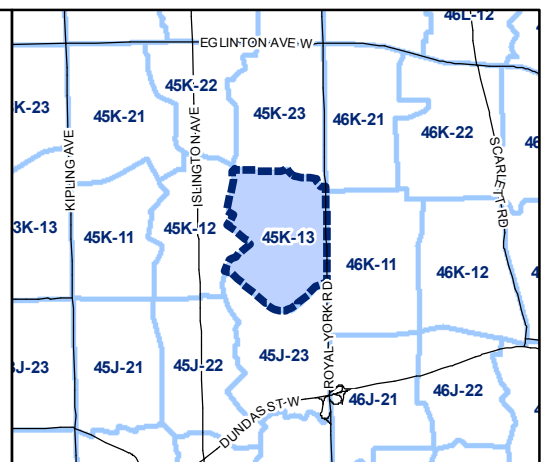 46L-12
EGLINTON AVE W
45K-22
K-23
45K-21
45K-23
46K-21
46K-22
KIPLING AVE
ISLINGTON AVE
SCARLETT RD
3K-13
45K-11
45K-12
45K-13
46K-11
46K-12
ROYAL YORK RD
J-23
45J-21
45J-22
45J-23
46J-21
46J-22
DUNDAS ST W